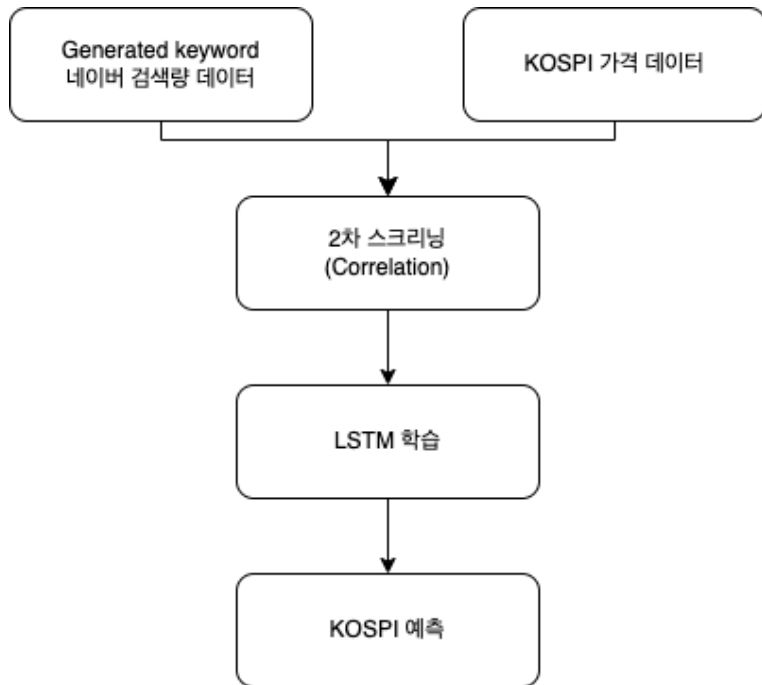 Generated keyword
네이버 검색량 데이터
KOSPI 가격 데이터
2차 스크리닝
(Correlation)
LSTM 학습
KOSPI 예측